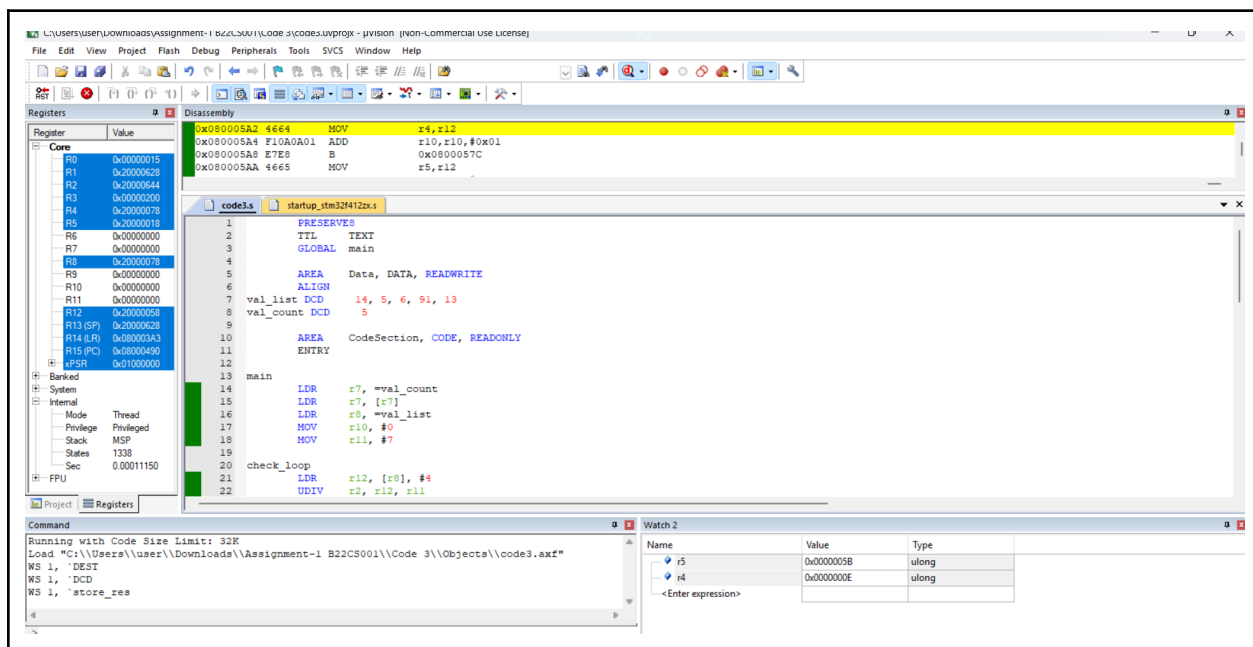 C:\Users\user\Downloads\Assignment-1 B22CS001\Code 3\code3.uvprojx - µVision [Non-Commercial Use License]
File Edit View Project Flash Debug Peripherals Tools SVCS Window Help
RST
Registers
Register Value
Core
R0 0x00000015
R1 0x20000628
R2 0x20000644
R3 0x00000200
R4 0x20000078
R5 0x20000018
R6 0x00000000
R7 0x00000000
R8 0x20000078
R9 0x00000000
R10 0x00000000
R11 0x00000000
R12 0x20000058
R13 (SP) 0x20000628
R14 (LR) 0x080003A3
R15 (PC) 0x08000490
xPSR 0x01000000
Banked
System
Internal
Mode Thread
Privilege Privileged
Stack MSP
States 1338
Sec 0.00011150
FPU
Project Registers
Disassembly
0x080005A2 4664 MOV r4,r12
0x080005A4 F10A0A01 ADD r10,r10,#0x01
0x080005A8 E7E8 B 0x0800057C
0x080005AA 4665 MOV r5,r12
code3.s startup_stm32f412zx.s
1 PRESERVE8
2 TTL TEXT
3 GLOBAL main
4
5 AREA Data, DATA, READWRITE
6 ALIGN
7 val_list DCD 14, 5, 6, 91, 13
8 val_count DCD 5
9
10 AREA CodeSection, CODE, READONLY
11 ENTRY
12
13 main
14 LDR r7, =val_count
15 LDR r7, [r7]
16 LDR r8, =val_list
17 MOV r10, #0
18 MOV r11, #7
19
20 check_loop
21 LDR r12, [r8], #4
22 UDIV r2, r12, r11
Command
Running with Code Size Limit: 32K
Load "C:\\Users\\user\\Downloads\\Assignment-1 B22CS001\\Code 3\\Objects\\code3.axf"
WS 1, `DEST
WS 1, `DCD
WS 1, `store_res
>
Watch 2
Name Value Type
r5 0x0000005B ulong
r4 0x0000000E ulong
<Enter expression>